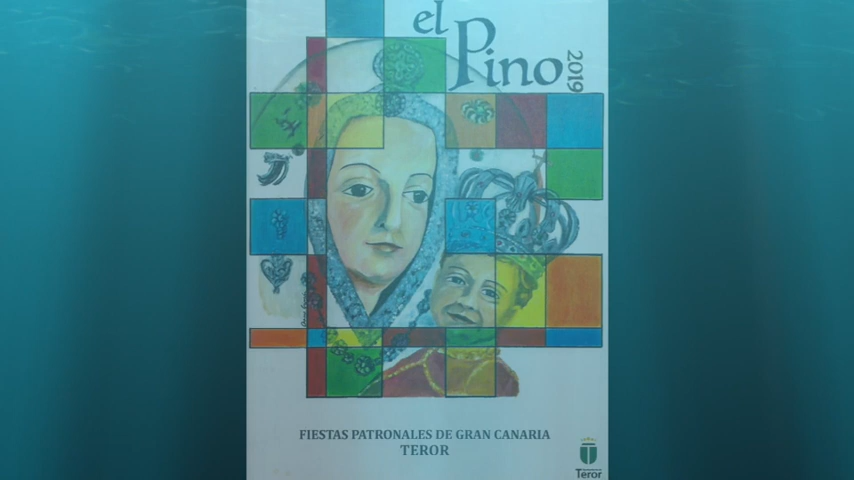 el
Pino
2019
FIESTAS PATRONALES DE GRAN CANARIA
TEROR
Teror